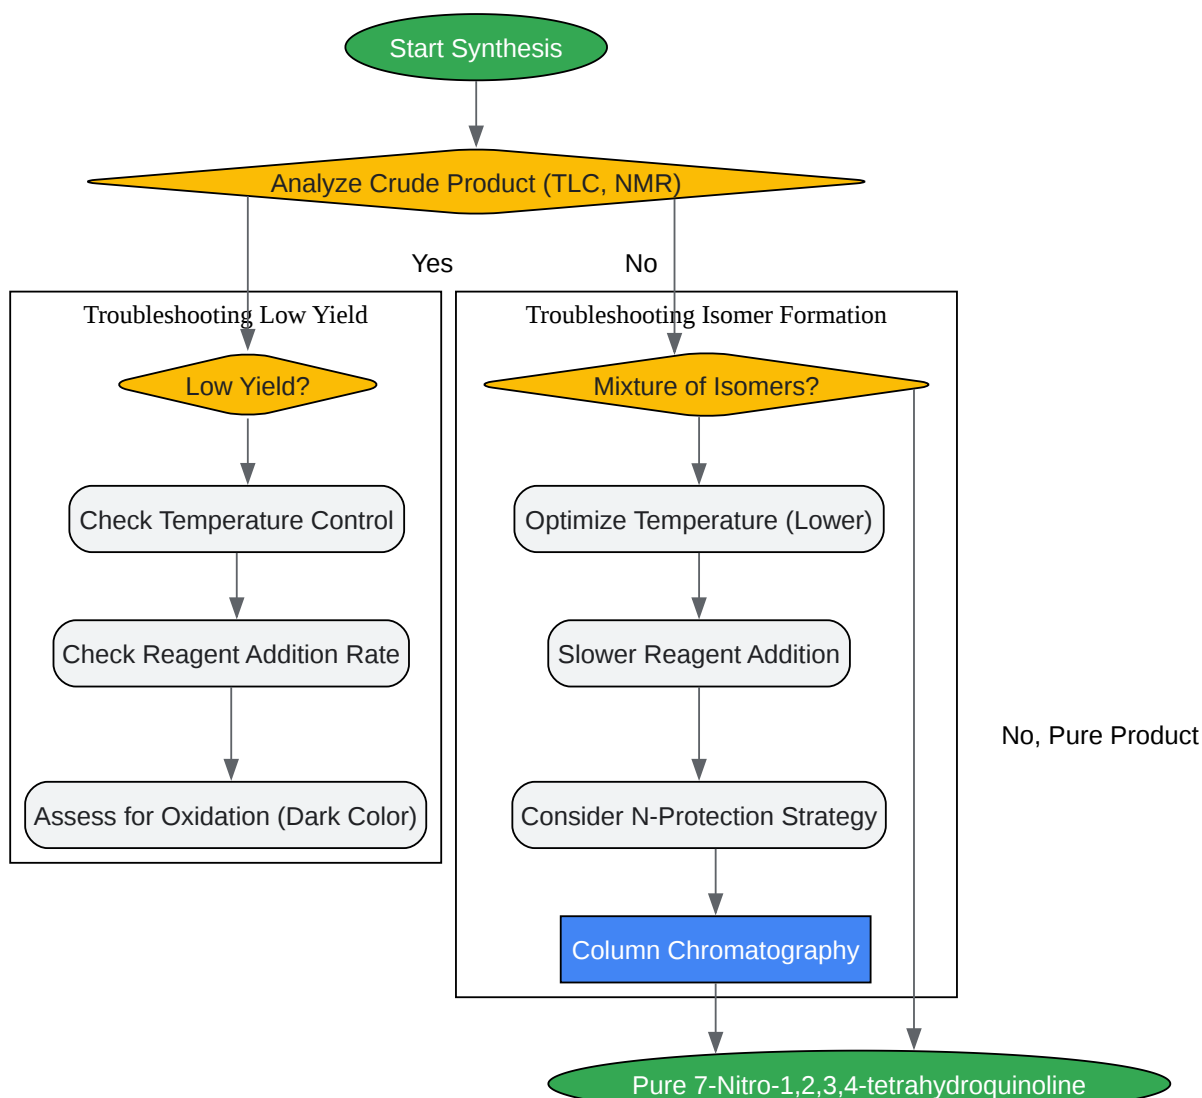 Start Synthesis
Analyze Crude Product (TLC, NMR)
Yes
No
Troubleshooting Low Yield
Troubleshooting Isomer Formation
Low Yield?
Mixture of Isomers?
Check Temperature Control
Optimize Temperature (Lower)
Check Reagent Addition Rate
Slower Reagent Addition
No, Pure Product
Assess for Oxidation (Dark Color)
Consider N-Protection Strategy
Column Chromatography
Pure 7-Nitro-1,2,3,4-tetrahydroquinoline